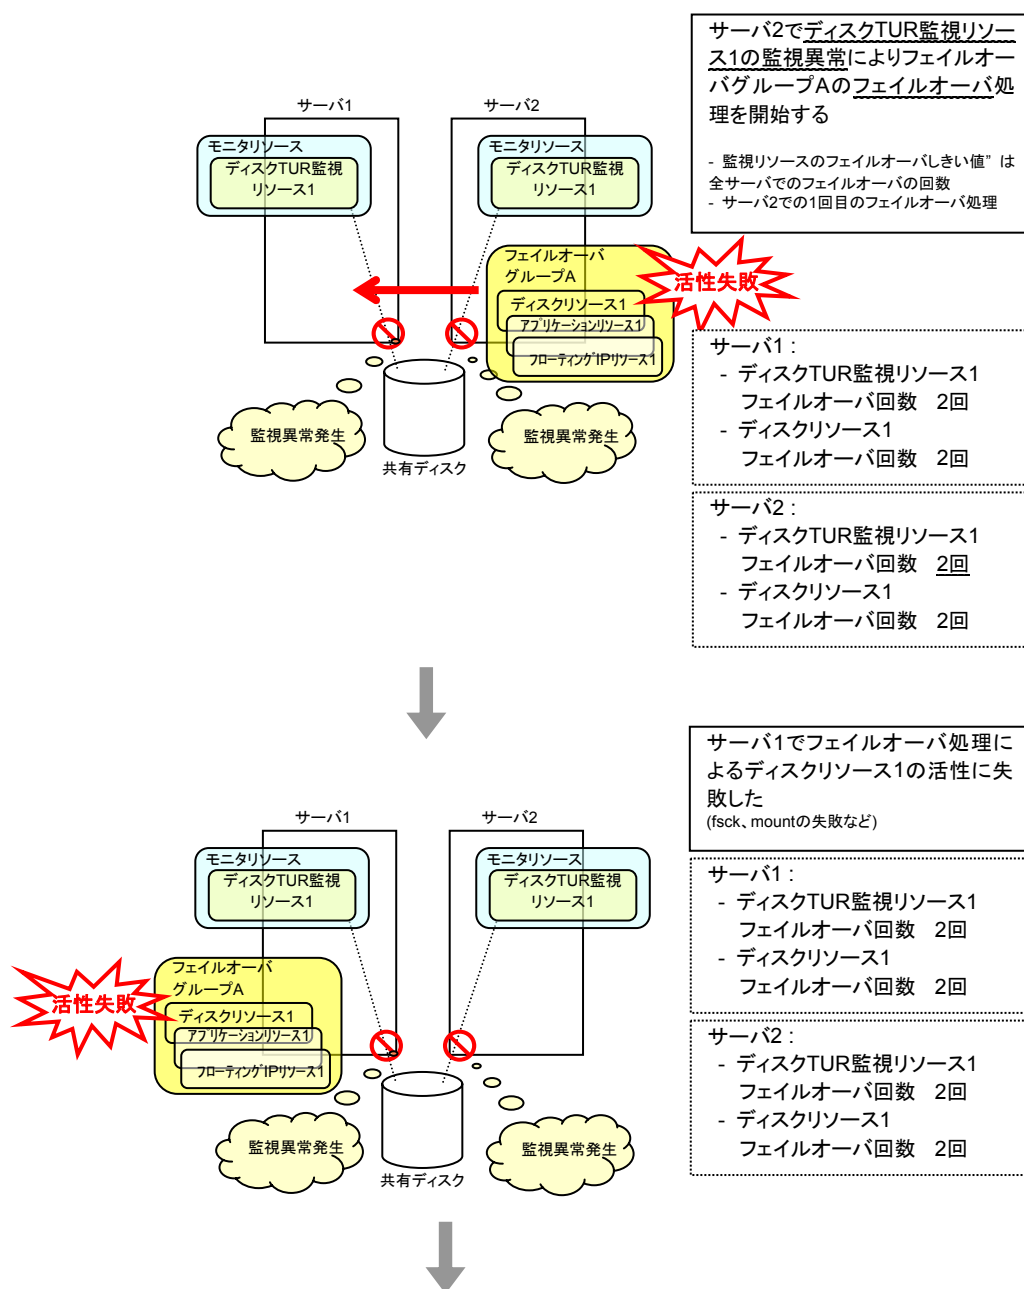 サーバ2でディスクTUR監視リソー
ス1の監視異常によりフェイルオー
バグループAのフェイルオーバ処
理を開始する
- 監視リソースのフェイルオーバしきい値” は
全サーバでのフェイルオーバの回数
- サーバ2での1回目のフェイルオーバ処理
サーバ1
サーバ2
モニタリソース
ディスクTUR監視
リソース1
モニタリソース
ディスクTUR監視
リソース1
フェイルオーバ
グループA
ディスクリソース1
アプリケーションリソース1
フローティングIPリソース1
活性失敗
監視異常発生
監視異常発生
共有ディスク
サーバ1 :
- ディスクTUR監視リソース1
フェイルオーバ回数 2回
- ディスクリソース1
フェイルオーバ回数 2回
サーバ2 :
- ディスクTUR監視リソース1
フェイルオーバ回数 2回
- ディスクリソース1
フェイルオーバ回数 2回
サーバ1でフェイルオーバ処理に
よるディスクリソース1の活性に失
敗した
(fsck、mountの失敗など)
サーバ1
サーバ2
モニタリソース
ディスクTUR監視
リソース1
モニタリソース
ディスクTUR監視
リソース1
フェイルオーバ
グループA
ディスクリソース1
アプリケーションリソース1
フローティングIPリソース1
活性失敗
監視異常発生
監視異常発生
共有ディスク
サーバ1 :
- ディスクTUR監視リソース1
フェイルオーバ回数 2回
- ディスクリソース1
フェイルオーバ回数 2回
サーバ2 :
- ディスクTUR監視リソース1
フェイルオーバ回数 2回
- ディスクリソース1
フェイルオーバ回数 2回